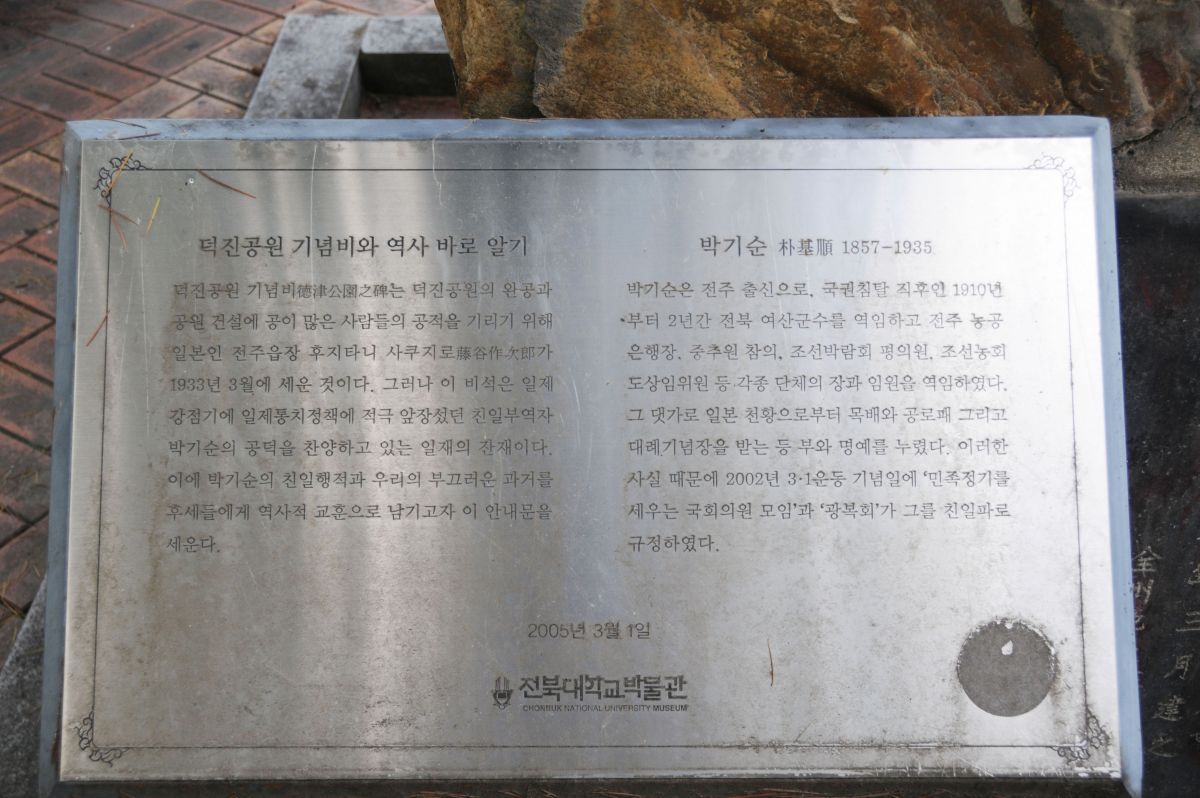 덕진공원 기념비와 역사 바로 알기
덕진공원 기념비德津公園之碑는 덕진공원의 완공과
공원 건설에 공이 많은 사람들의 공적을 기리기 위해
일본인 전주읍장 후지타니 사쿠지로藤谷作次郎가
1933년 3월에 세운 것이다. 그러나 이 비석은 일제
강점기에 일제통치정책에 적극 앞장섰던 친일부역자
박기순의 공덕을 찬양하고 있는 일재의 잔재이다.
이에 박기순의 친일행적과 우리의 부끄러운 과거를
후세들에게 역사적 교훈으로 남기고자 이 안내문을
세운다.
박기순 朴基順 1857-1935
박기순은 전주 출신으로, 국권침탈 직후인 1910년
부터 2년간 전북 여산군수를 역임하고 전주 농공
은행장, 중추원 참의, 조선박람회 평의원, 조선농회
도상임위원 등 각종 단체의 장과 임원을 역임하였다.
그 댓가로 일본 천황으로부터 목배와 공로패 그리고
대례기념장을 받는 등 부와 명예를 누렸다. 이러한
사실 때문에 2002년 3·1운동 기념일에 '민족정기를
세우는 국회의원 모임'과 '광복회'가 그를 친일파로
규정하였다.
2005년 3월 1일
전북대학교박물관
CHONBUK NATIONAL UNIVERSITY MUSEUM
全州
三月建之